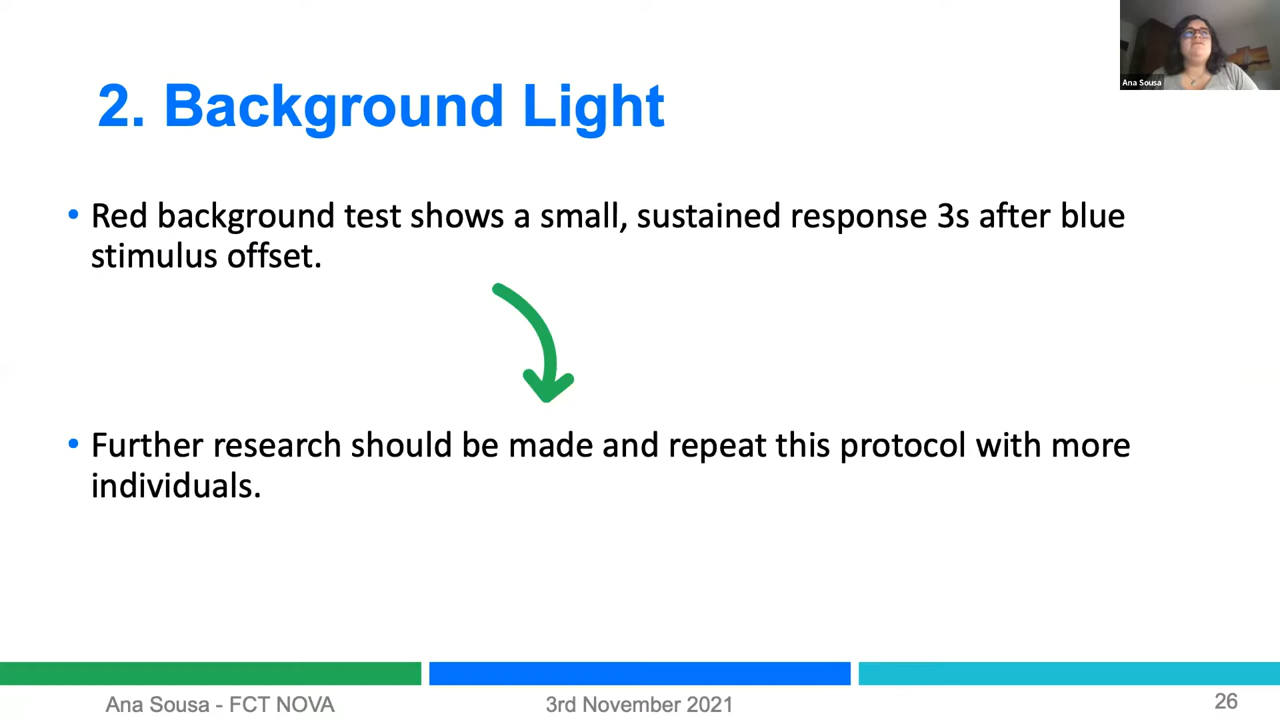 Ana Sousa
2. Background Light
• Red background test shows a small, sustained response 3s after blue
stimulus offset.
• Further research should be made and repeat this protocol with more
individuals.
Ana Sousa - FCT NOVA
3rd November 2021
26